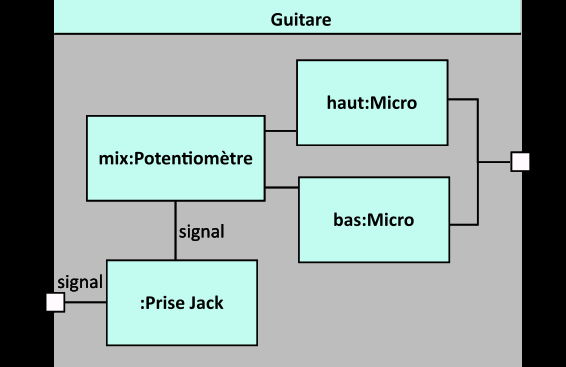 Guitare
haut:Micro
mix:Potentiomètre
bas:Micro
signal
signal
:Prise Jack